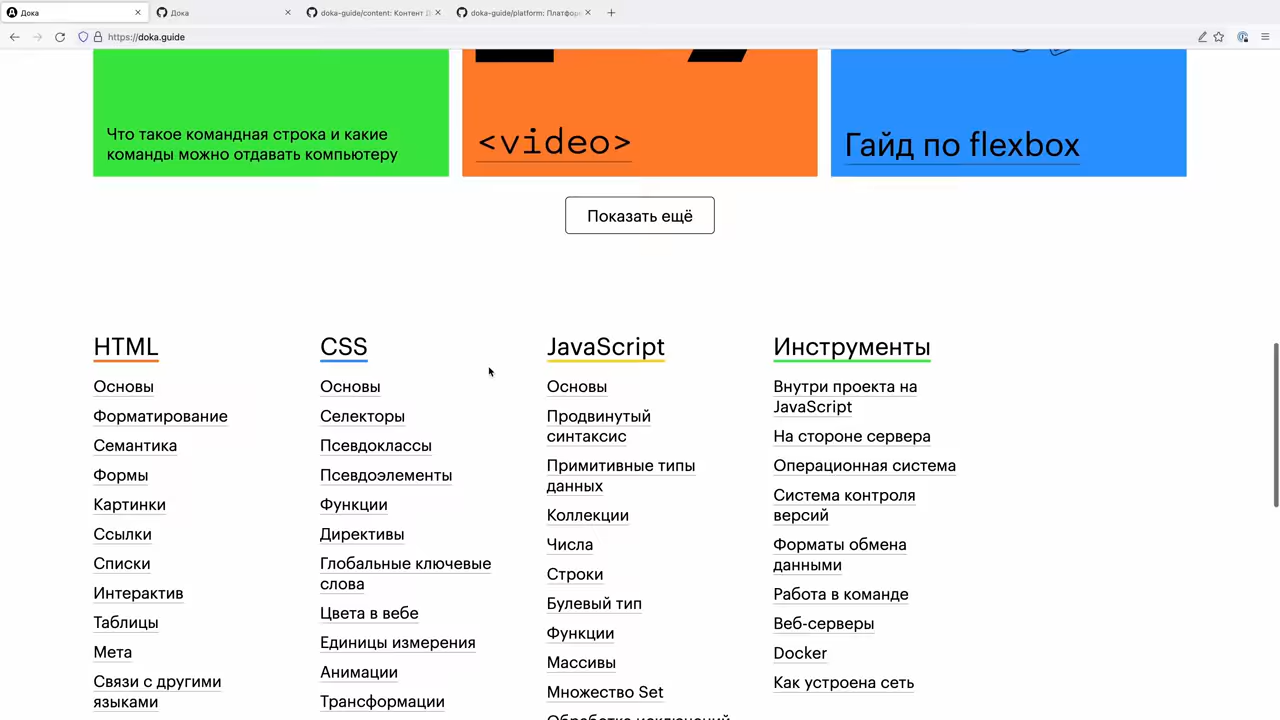 Дока
Дока
doka-guide/content: Контент Д
doka-guide/platform: Платфор
https://doka.guide
Что такое командная строка и какие
команды можно отдавать компьютеру
<video>
Гайд по flexbox
Показать ещё
HTML
Основы
Форматирование
Семантика
Формы
Картинки
Ссылки
Списки
Интерактив
Таблицы
Мета
Связи с другими
языками
CSS
Основы
Селекторы
Псевдоклассы
Псевдоэлементы
Функции
Директивы
Глобальные ключевые
слова
Цвета в вебе
Единицы измерения
Анимации
Трансформации
JavaScript
Основы
Продвинутый
синтаксис
Примитивные типы
данных
Коллекции
Числа
Строки
Булевый тип
Функции
Массивы
Множество Set
Обработка исключений
Инструменты
Внутри проекта на
JavaScript
На стороне сервера
Операционная система
Система контроля
версий
Форматы обмена
данными
Работа в команде
Веб-серверы
Docker
Как устроена сеть